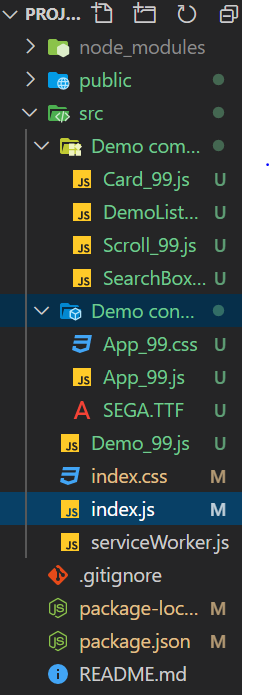 PROJ...
node_modules
public
src
Demo com...
Card_99.js U
DemoList... U
Scroll_99.js U
SearchBox... U
Demo con...
App_99.css U
App_99.js U
SEGA.TTF U
Demo_99.js U
index.css M
index.js M
serviceWorker.js
.gitignore
package-loc... M
package.json M
README.md